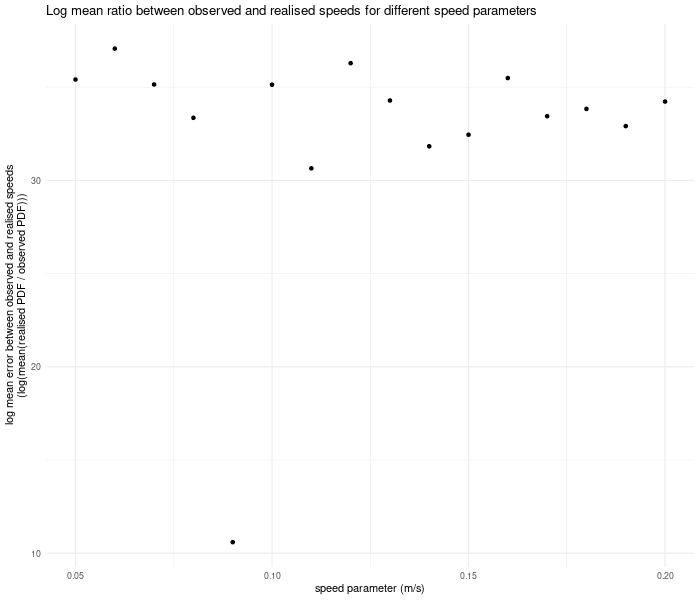 Log mean ratio between observed and realised speeds for different speed parameters
log mean error between observed and realised speeds
(log(mean(realised PDF / observed PDF)))
30
20
10
0.05
0.10
0.15
0.20
speed parameter (m/s)